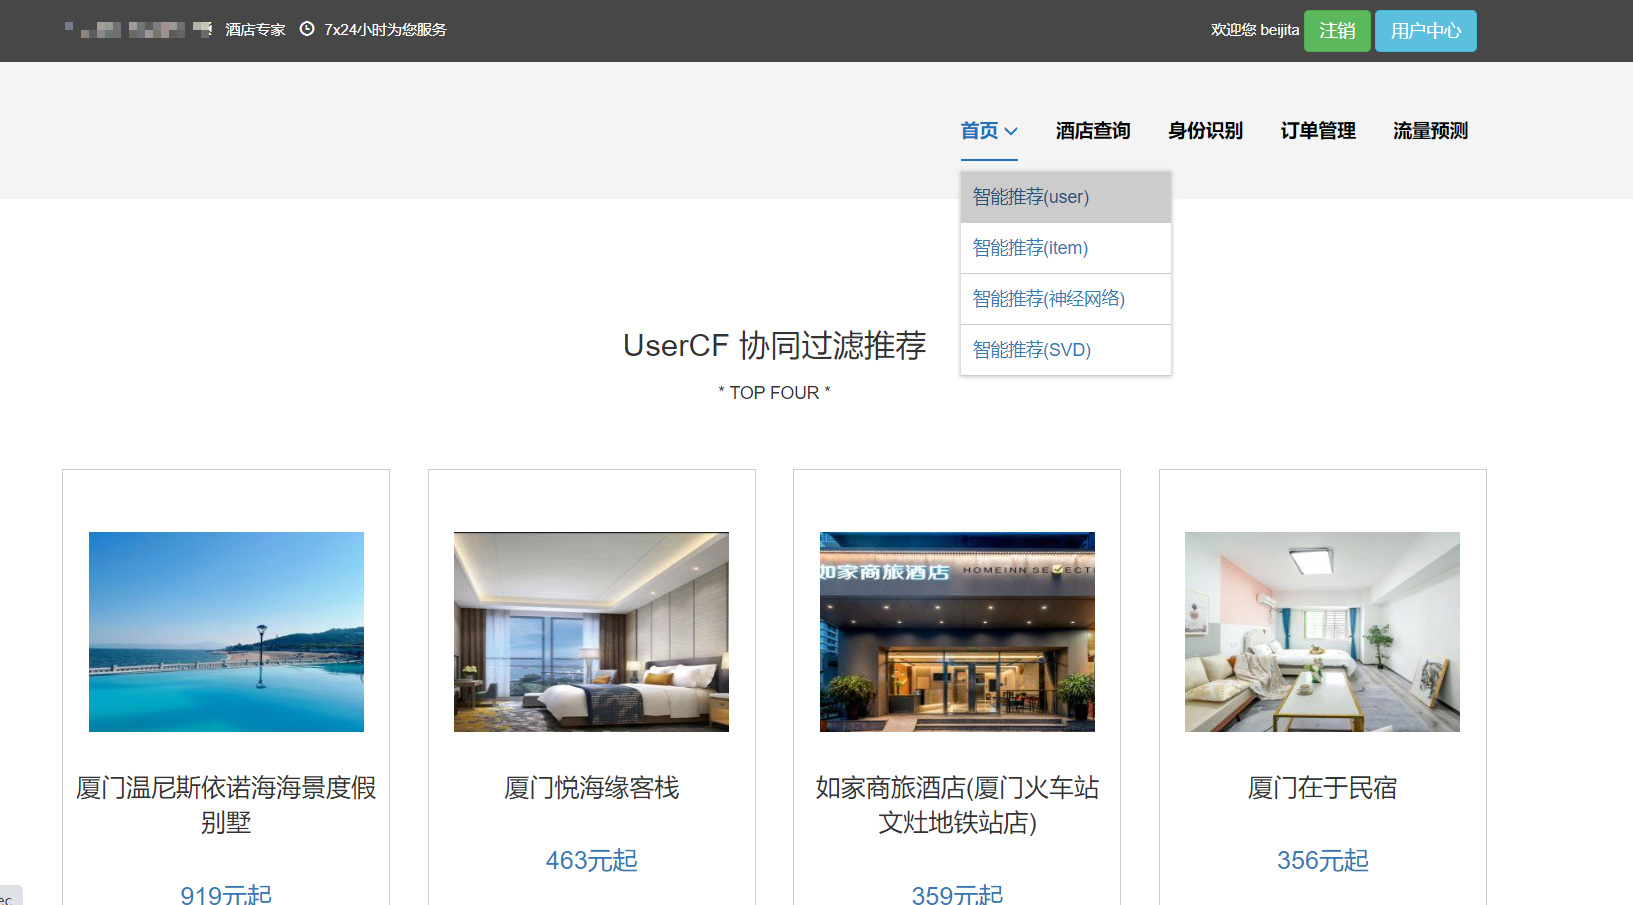 酒店专家 7x24小时为您服务
欢迎您 beijita 注销 用户中心
首页 酒店查询 身份识别 订单管理 流量预测
智能推荐(user)
智能推荐(item)
智能推荐(神经网络)
智能推荐(SVD)
UserCF 协同过滤推荐
* TOP FOUR *
如家商旅酒店 HOMEINN SELECTI
厦门温尼斯依诺海海景度假
别墅
919元起
厦门悦海缘客栈
463元起
如家商旅酒店(厦门火车站
文灶地铁站店)
359元起
厦门在于民宿
356元起